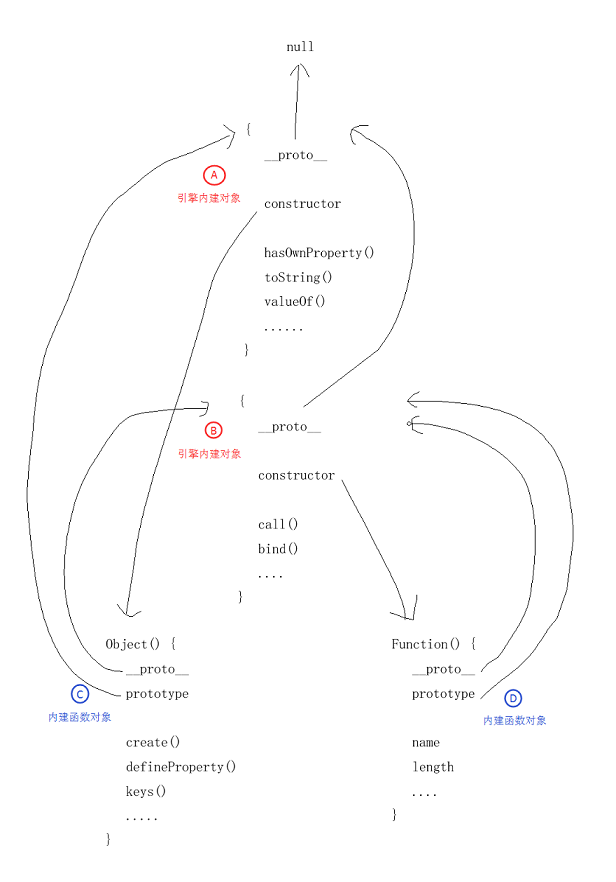 null
{
__proto__
A
引擎内建对象
constructor
hasOwnProperty()
toString()
valueOf()
......
}
{
__proto__
B
引擎内建对象
constructor
call()
bind()
....
}
Object() {
__proto__
prototype
C
内建函数对象
create()
defineProperty()
keys()
.....
}
Function() {
__proto__
prototype
D
内建函数对象
name
length
....
}